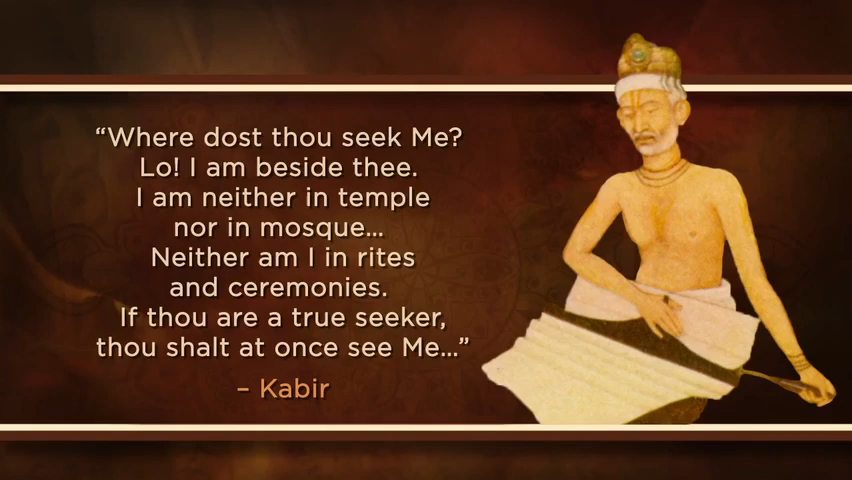 “Where dost thou seek Me?
Lo! I am beside thee.
I am neither in temple
nor in mosque...
Neither am I in rites
and ceremonies.
If thou are a true seeker,
thou shalt at once see Me...”
– Kabir